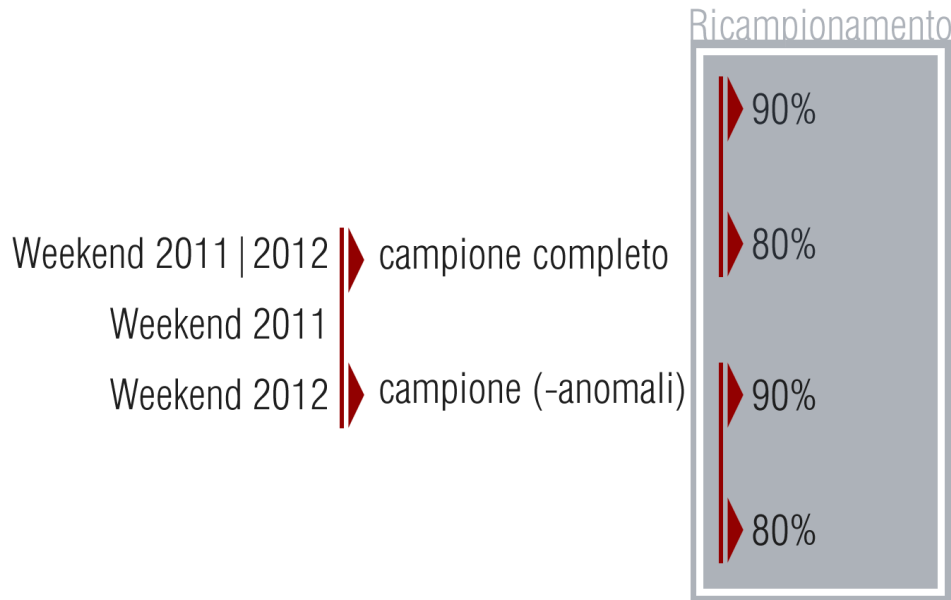 Ricampionamento
90%
80%
Weekend 2011|2012
campione completo
Weekend 2011
Weekend 2012
campione (-anomali)
90%
80%